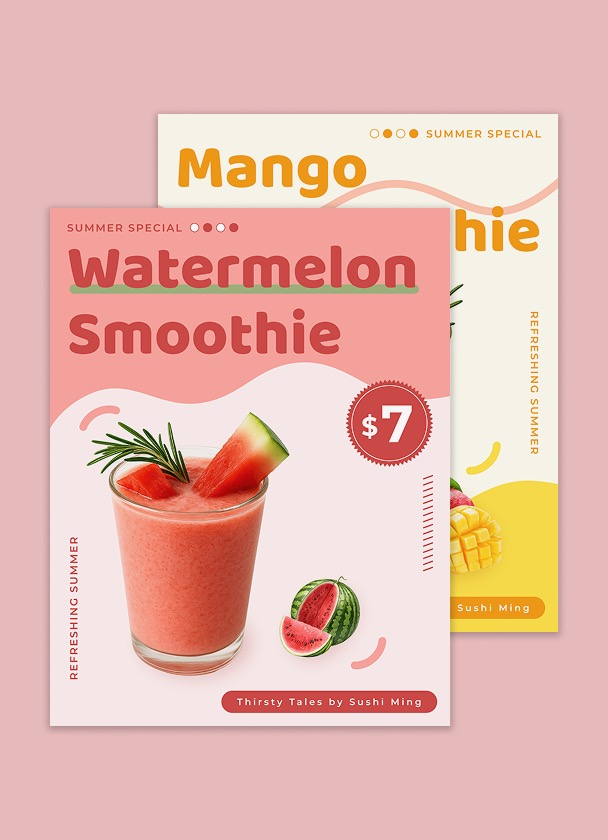 SUMMER SPECIAL
Mango
hie
REFRESHING SUMMER
Sushi Ming
SUMMER SPECIAL
Watermelon
Smoothie
$7
REFRESHING SUMMER
Thirsty Tales by Sushi Ming